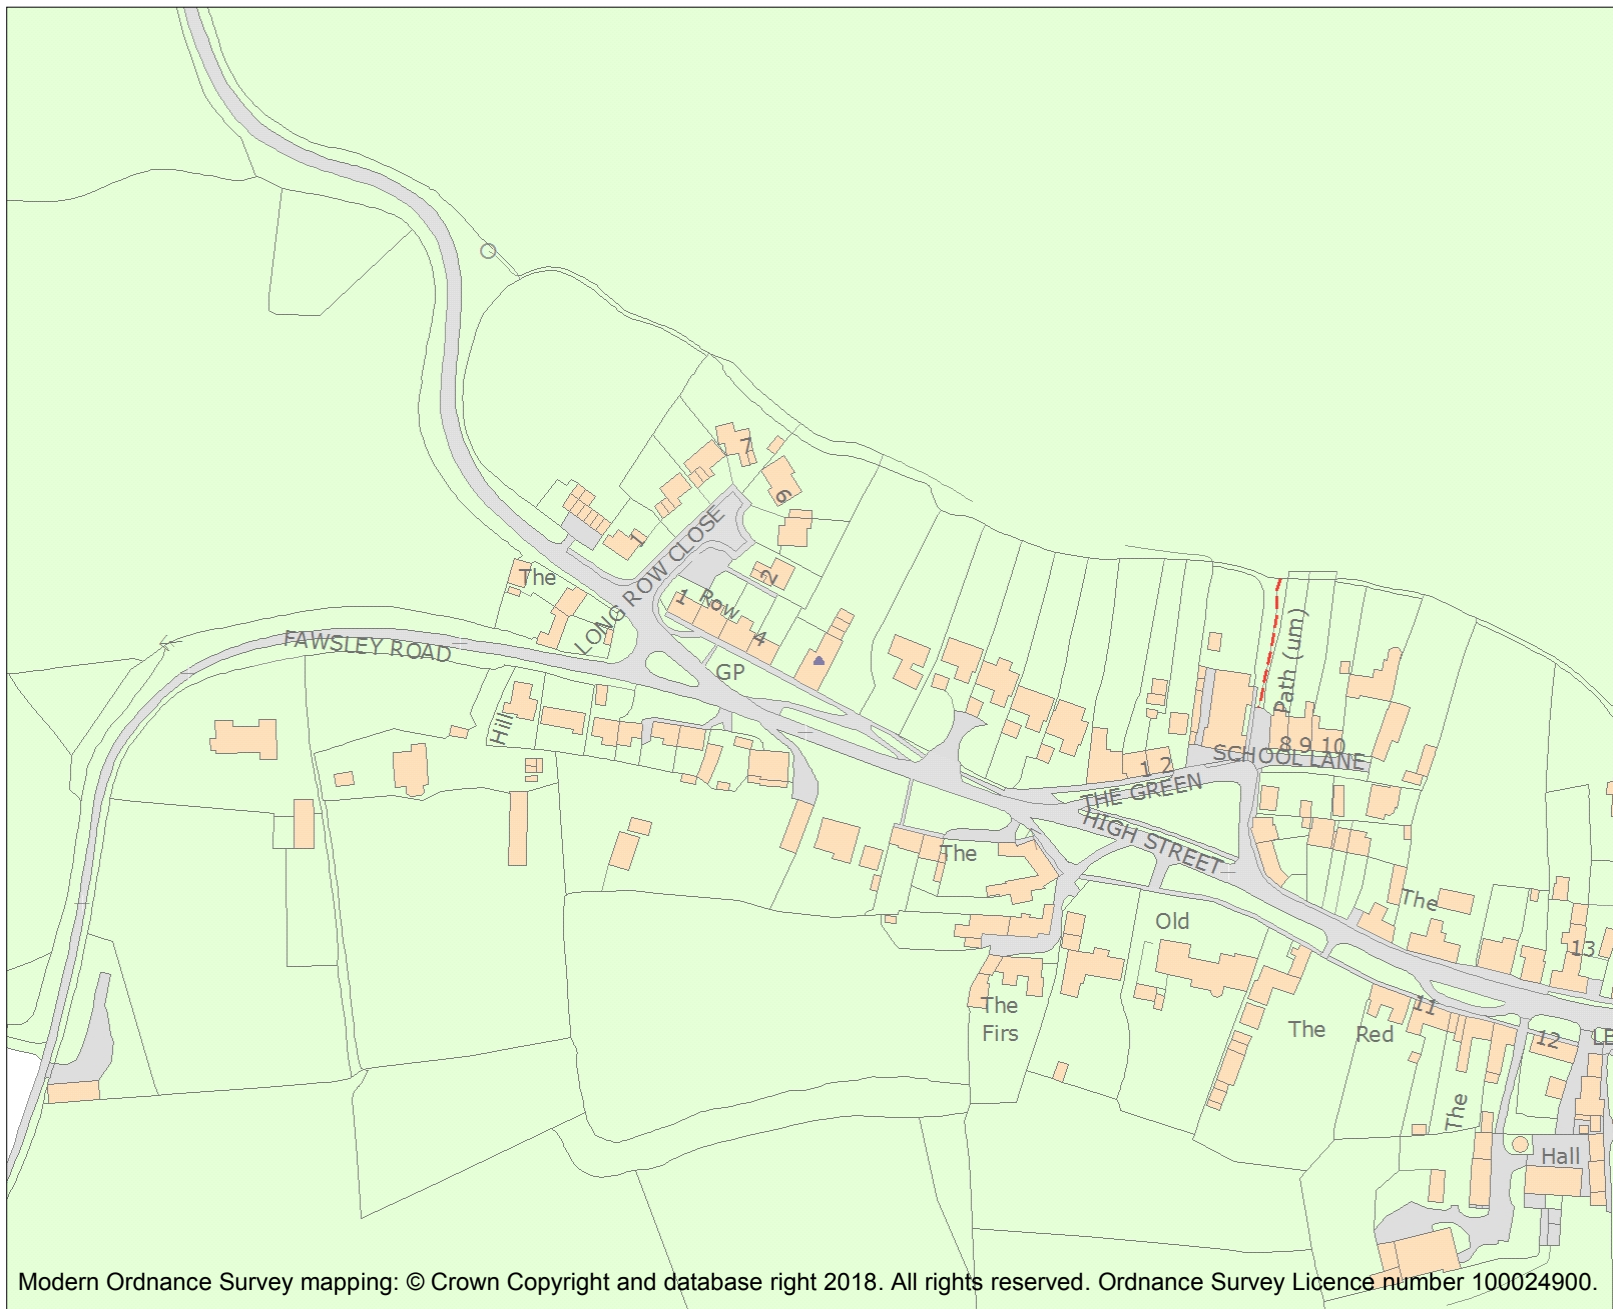 7
6
1
LONG ROW CLOSE
The
2
1 Row 4
FAWSLEY ROAD
GP
Hill
Path (um)
8 9 10
SCHOOL LANE
1 2
THE GREEN
HIGH STREET
The
The
Old
13
The
Firs
The
Red
11
12
LE
The
Hall
Modern Ordnance Survey mapping: © Crown Copyright and database right 2018. All rights reserved. Ordnance Survey Licence number 100024900.